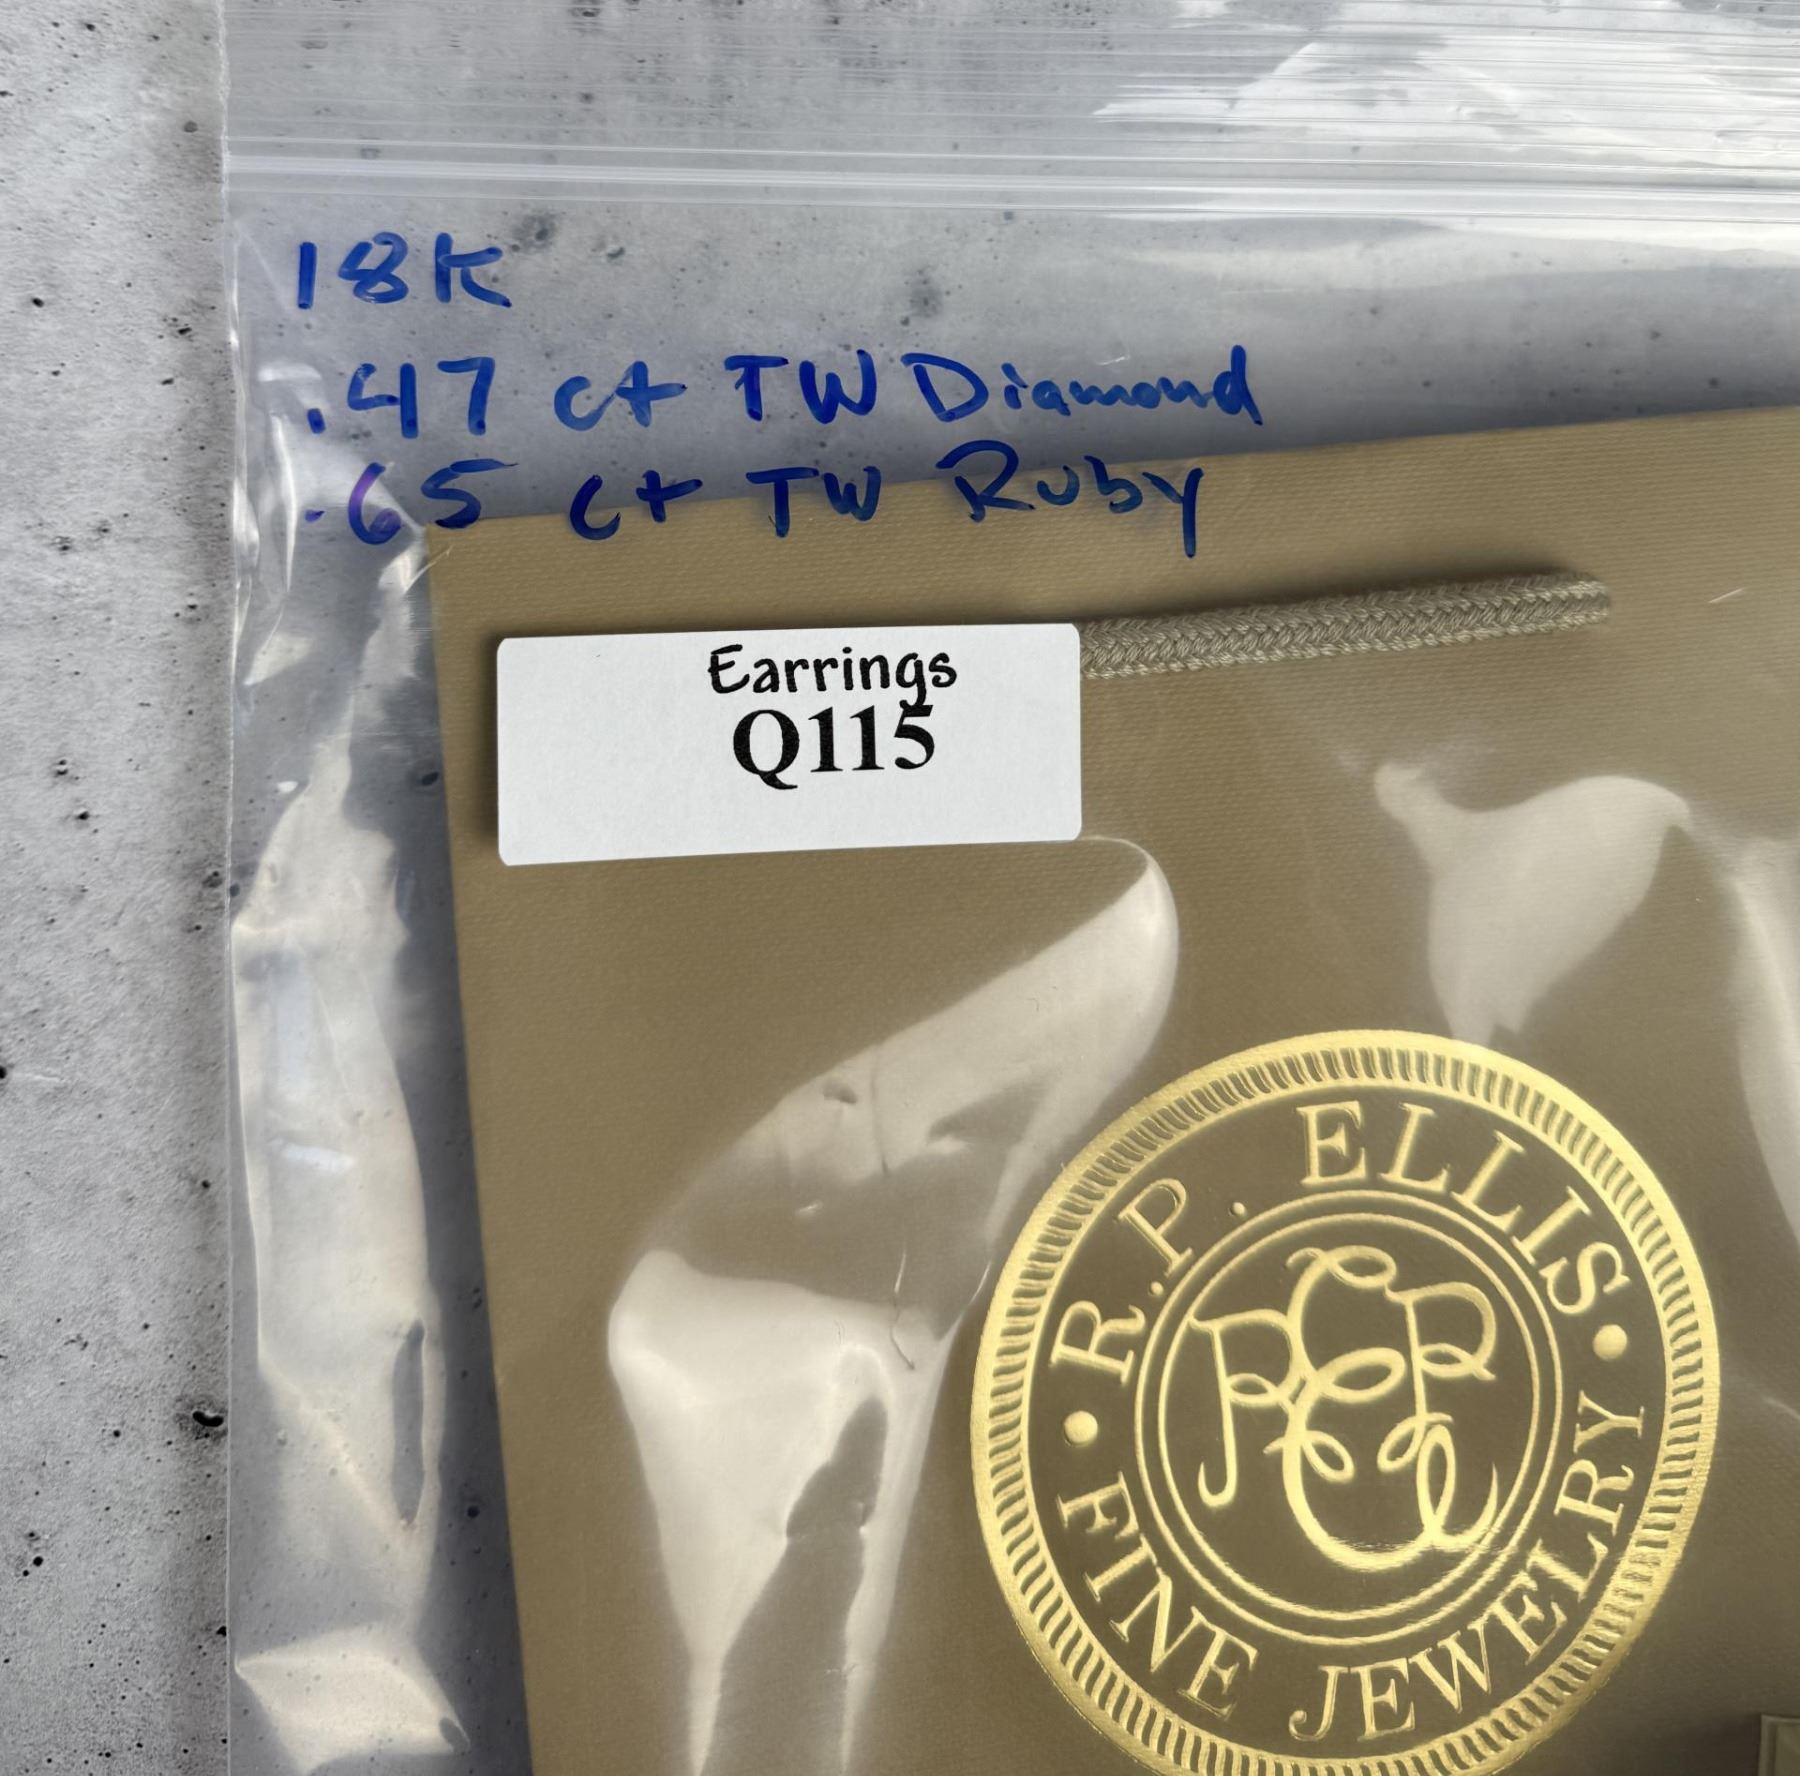 18K
.47 ct TW Diamond
.65 ct TW Ruby
Earrings
Q115
R.P. ELLIS
• FINE JEWELRY •